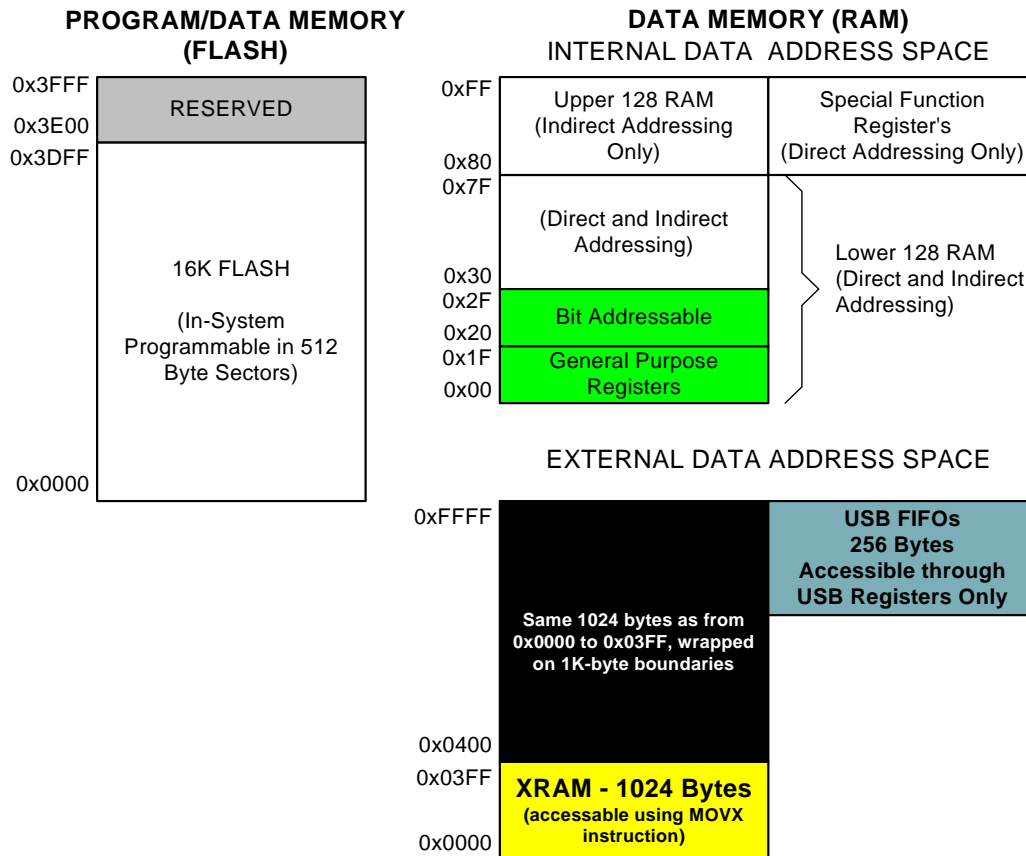 PROGRAM/DATA MEMORY
(FLASH)
0x3FFF
RESERVED
0x3E00
0x3DFF
16K FLASH
(In-System
Programmable in 512
Byte Sectors)
0x0000
DATA MEMORY (RAM)
INTERNAL DATA ADDRESS SPACE
0xFF
Upper 128 RAM
(Indirect Addressing
Only)
Special Function
Register's
(Direct Addressing Only)
0x80
0x7F
(Direct and Indirect
Addressing)
Lower 128 RAM
(Direct and Indirect
Addressing)
0x30
0x2F
Bit Addressable
0x20
0x1F
General Purpose
Registers
0x00
EXTERNAL DATA ADDRESS SPACE
0xFFFF
USB FIFOs
256 Bytes
Accessible through
USB Registers Only
Same 1024 bytes as from
0x0000 to 0x03FF, wrapped
on 1K-byte boundaries
0x0400
0x03FF
XRAM - 1024 Bytes
(accessable using MOVX
instruction)
0x0000